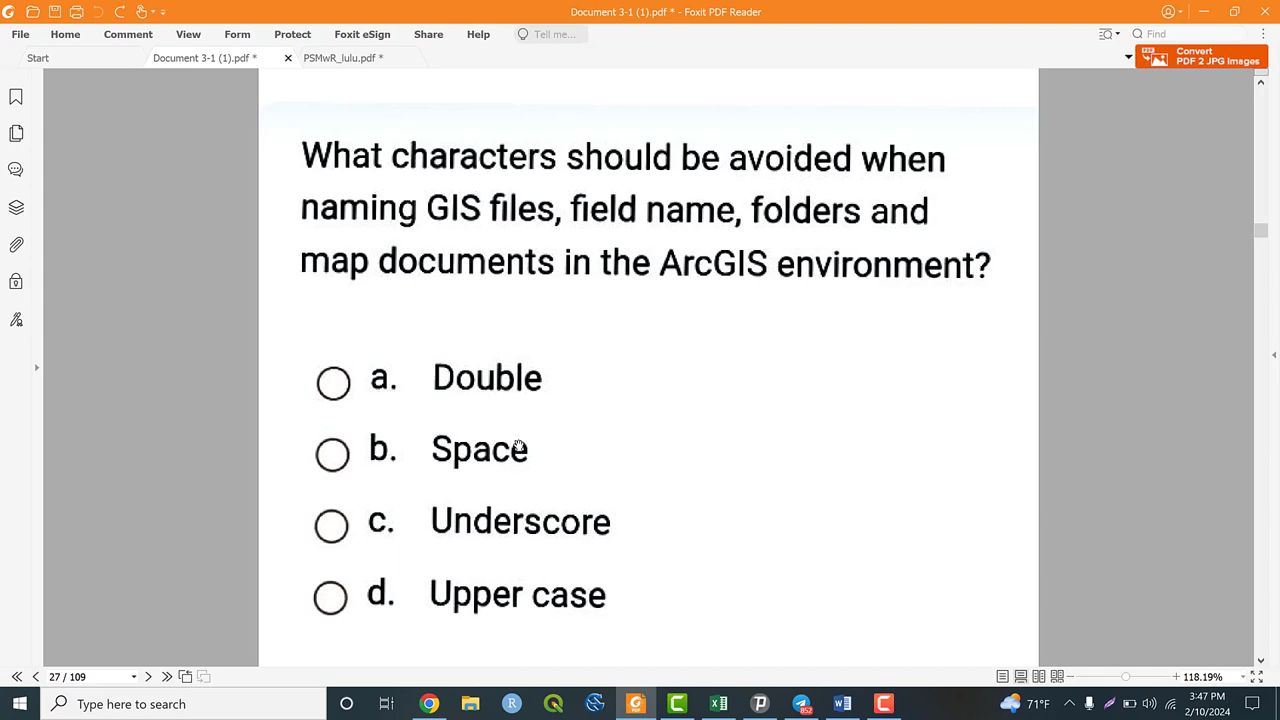 Document 3-1 (1).pdf * - Foxit PDF Reader
File Home Comment View Form Protect Foxit eSign Share Help Tell me... Find
Start Document 3-1 (1).pdf * PSMwR_lulu.pdf *
Convert
PDF 2 JPG Images
What characters should be avoided when
naming GIS files, field name, folders and
map documents in the ArcGIS environment?
a. Double
b. Space
c. Underscore
d. Upper case
27 / 109
118.19%
Type here to search
852
71°F
3:47 PM
2/10/2024